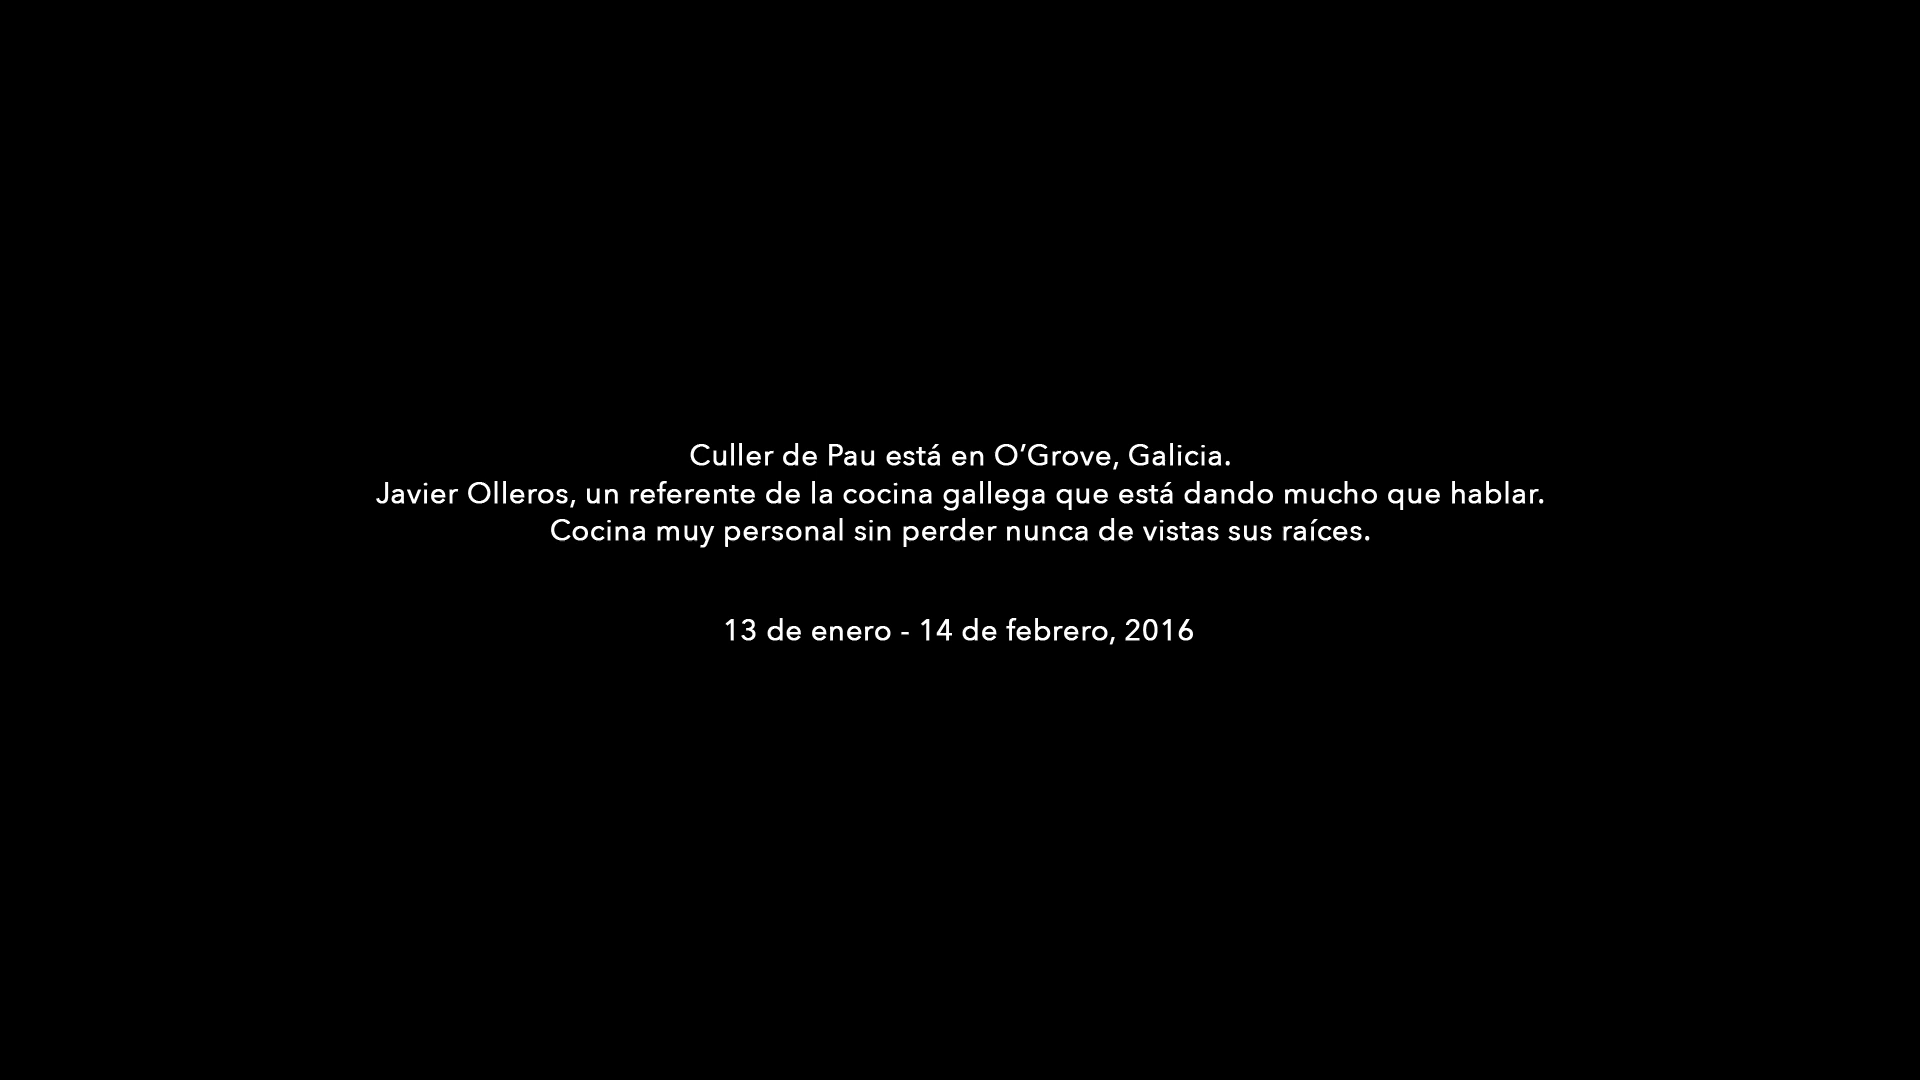 Culler de Pau está en O’Grove, Galicia.
Javier Olleros, un referente de la cocina gallega que está dando mucho que hablar.
Cocina muy personal sin perder nunca de vistas sus raíces.
13 de enero - 14 de febrero, 2016